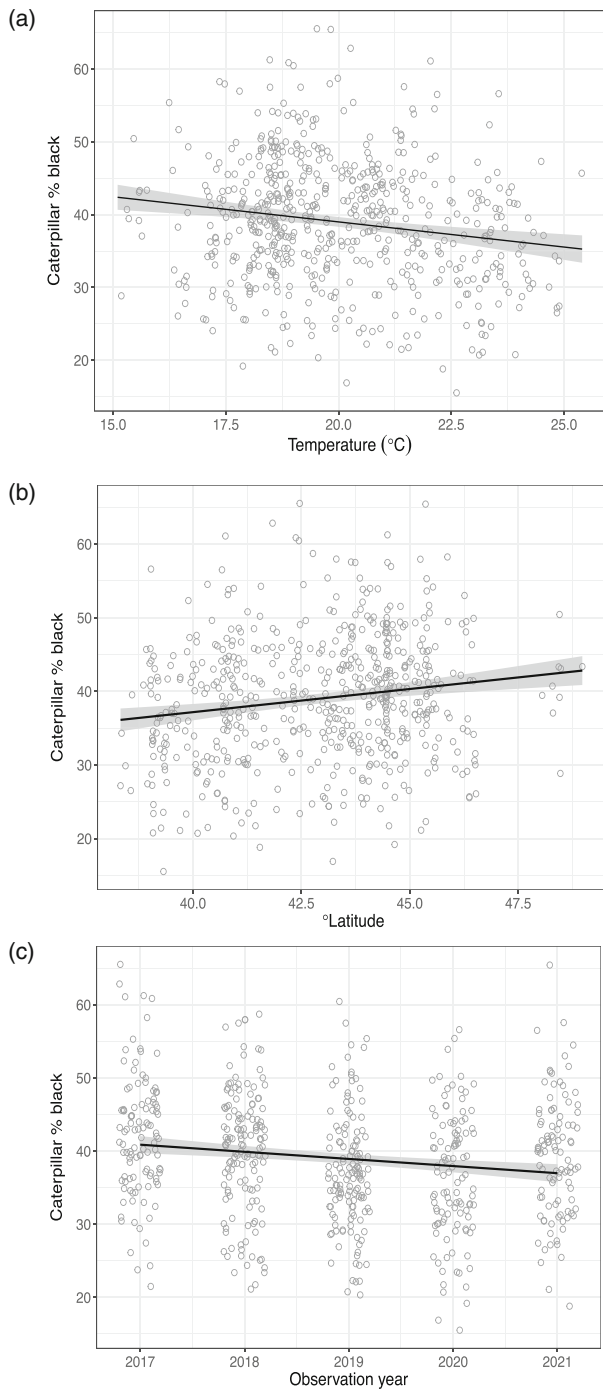 (a)
Caterpillar % black
60
50
40
30
20
15.0 17.5 20.0 22.5 25.0
Temperature (°C)
(b)
Caterpillar % black
60
50
40
30
20
40.0 42.5 45.0 47.5
°Latitude
(c)
Caterpillar % black
60
50
40
30
20
2017 2018 2019 2020 2021
Observation year